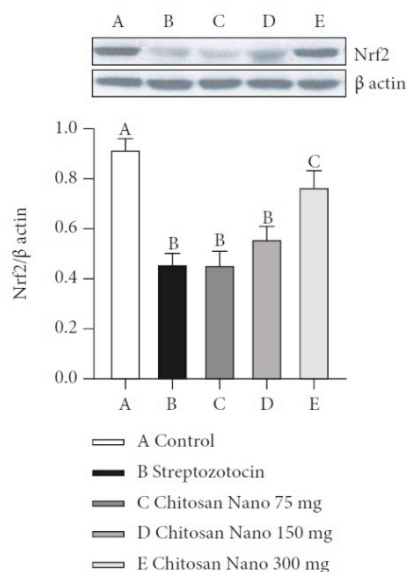 A B C D E
Nrf2
β actin
1.0
0.8
0.6
0.4
0.2
0.0
Nrf2/β actin
A
B
B
B
C
A B C D E
A Control
B Streptozotocin
C Chitosan Nano 75 mg
D Chitosan Nano 150 mg
E Chitosan Nano 300 mg